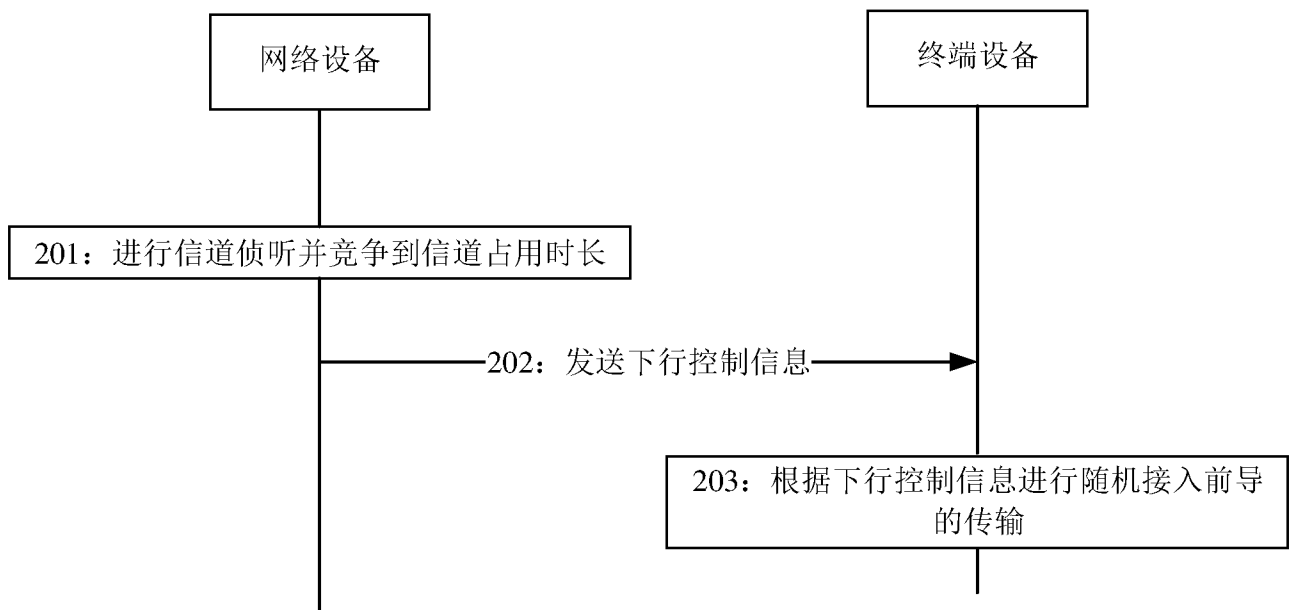 网络设备
终端设备
201：进行信道侦听并竞争到信道占用时长
202：发送下行控制信息
203：根据下行控制信息进行随机接入前导
的传输